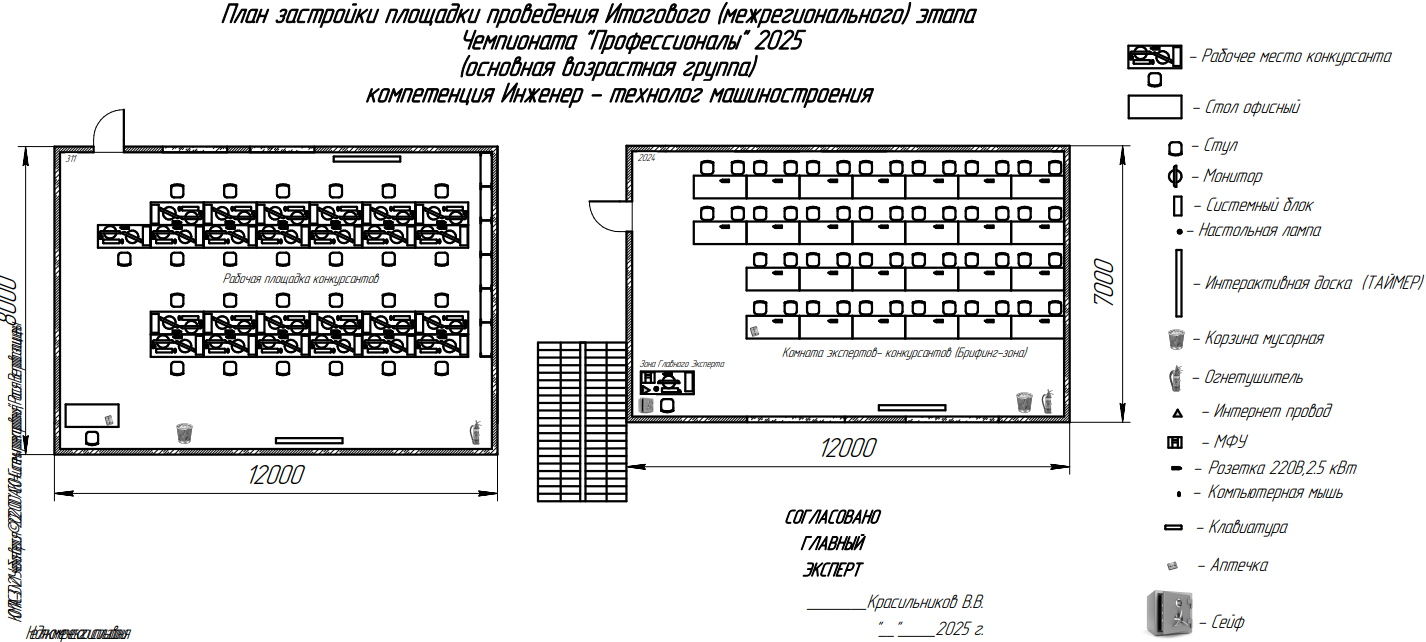 План застройки площадки проведения Итогового (межрегионального) этапа
Чемпионата "Профессионалы" 2025
(основная возрастная группа)
компетенция Инженер – технолог машиностроения
311
Рабочая площадка конкурсантов
8000
12000
2024
Комната экспертов- конкурсантов (Брифинг-зона)
Зона Главного Эксперта
7000
12000
СОГЛАСОВАНО
ГЛАВНЫЙ
ЭКСПЕРТ
_______Красильников В.В.
"__"____2025 г.
– Рабочее место конкурсанта
– Стол офисный
– Стул
– Монитор
– Системный блок
– Настольная лампа
– Интерактивная доска (ТАЙМЕР)
– Корзина мусорная
– Огнетушитель
– Интернет провод
– МФУ
– Розетка 220В,2.5 кВт
– Компьютерная мышь
– Клавиатура
– Аптечка
– Сейф